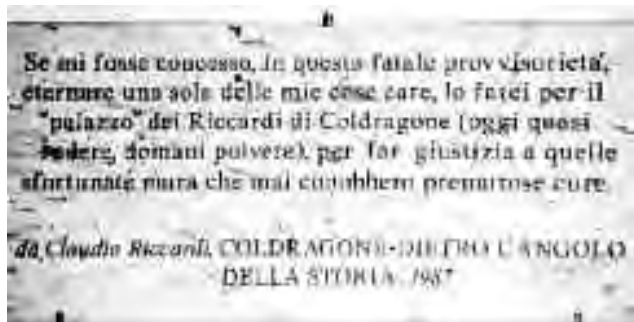 Se mi fosse concesso, in questa fatale provvisorietà,
eternare una sola delle mie cose care, lo farei per il
"palazzo" dei Riccardi di Coldragone (oggi quasi
rudere, domani polvere), per far giustizia a quelle
sfortunate mura che mai conobbero premurose cure.
da Claudio Riccardi, COLDRAGONE-DIETRO L'ANGOLO
DELLA STORIA, 1987